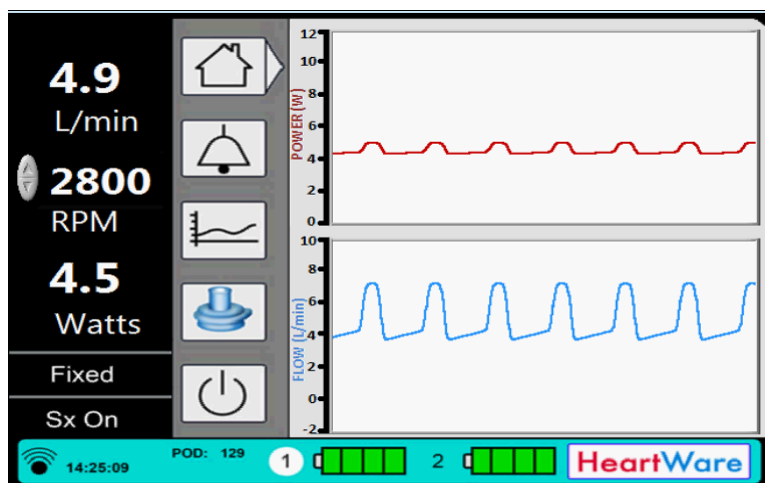 4.9
L/min
2800
RPM
4.5
Watts
Fixed
Sx On
12
10
8
6
4
2
0
POWER (W)
10
8
6
4
2
0
-2
FLOW (L/min)
14:25:09
POD: 129
1
2
HeartWare